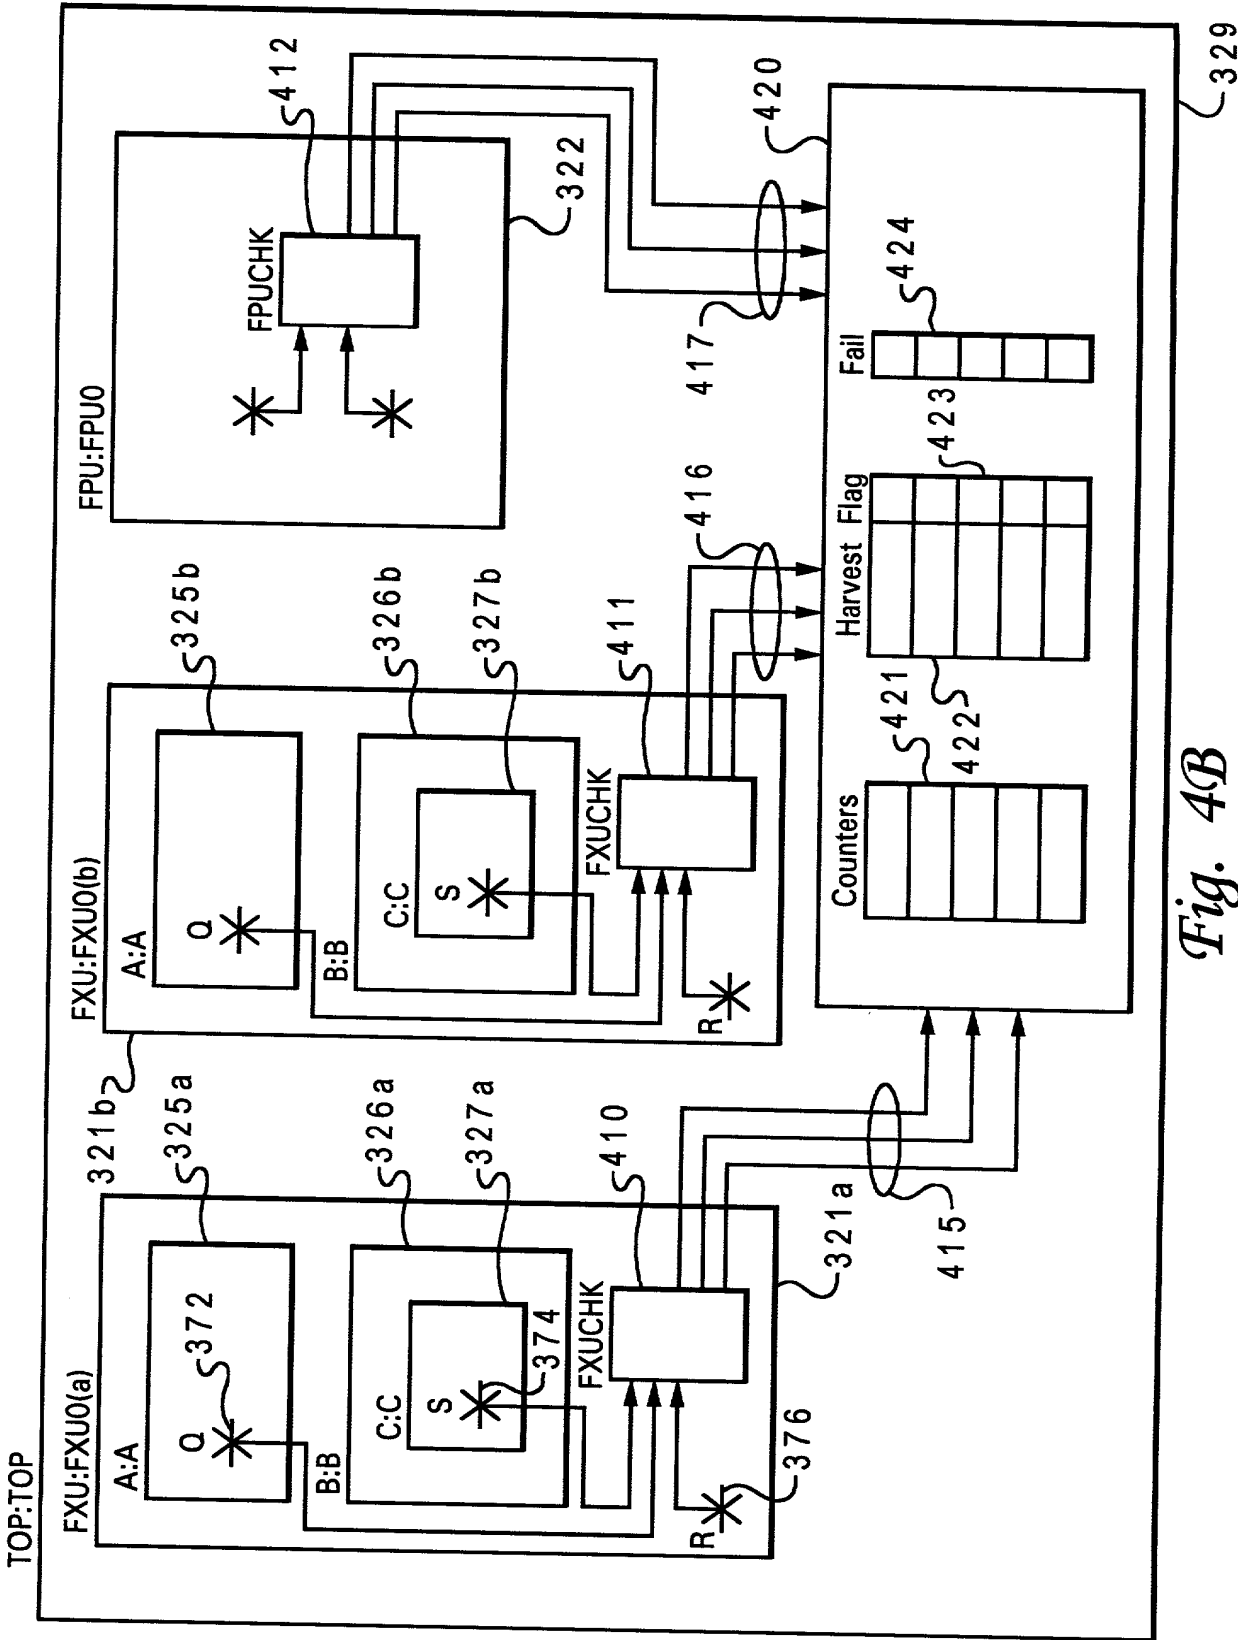 TOP:TOP
FXU:FXU0(a)
A:A
Q
372
325a
B:B
C:C
S
374
326a
327a
FXUCHK
410
R
376
321a
415
321b
FXU:FXU0(b)
A:A
Q
325b
B:B
C:C
S
326b
327b
FXUCHK
411
R
416
FPU:FPU0
FPUCHK
412
322
417
420
Counters
421
422
Harvest Flag
423
Fail
424
329
Fig. 4B